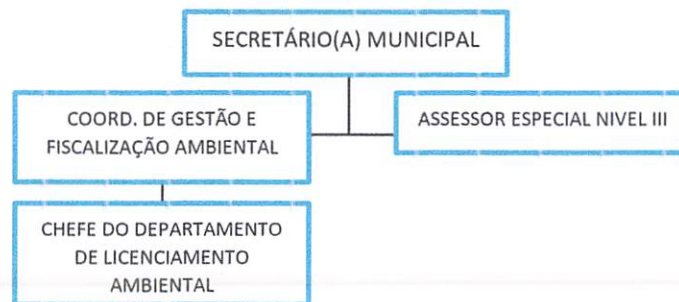 SECRETÁRIO(A) MUNICIPAL
COORD. DE GESTÃO E
FISCALIZAÇÃO AMBIENTAL
ASSESSOR ESPECIAL NIVEL III
CHEFE DO DEPARTAMENTO
DE LICENCIAMENTO
AMBIENTAL